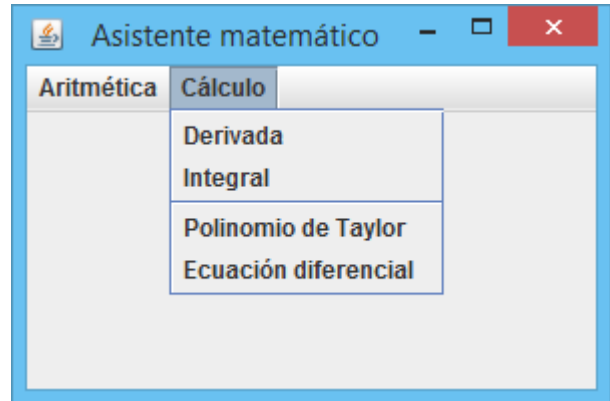 Asistente matemático
Aritmética Cálculo
Derivada
Integral
Polinomio de Taylor
Ecuación diferencial